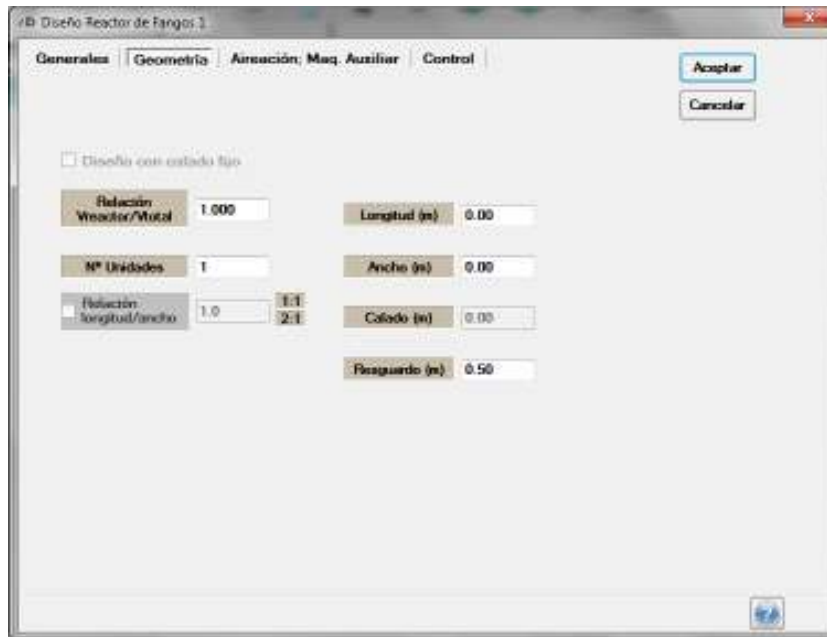 Diseño Reactor de Fangos 1
Generales Geometría Aireación; Maq. Auxiliar Control
Aceptar
Cancelar
Diseño con calado fijo
Relación
Vreactor/Vtotal 1.000
Longitud (m) 0.00
Nº Unidades 1
Ancho (m) 0.00
Relación
longitud/ancho 1.0 1:1
2:1
Calado (m) 0.00
Resguardo (m) 0.50